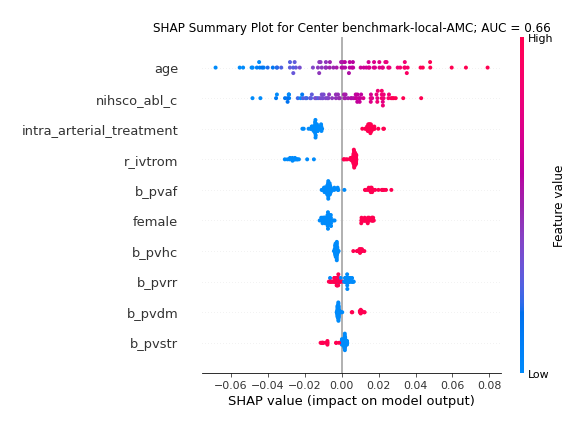 SHAP Summary Plot for Center benchmark-local-AMC; AUC = 0.66
High
age
nihsco_abl_c
intra_arterial_treatment
r_ivtrom
b_pvaf
female
b_pvhc
b_pvrr
b_pvdm
b_pvstr
Feature value
Low
−0.06 −0.04 −0.02 0.00 0.02 0.04 0.06 0.08
SHAP value (impact on model output)